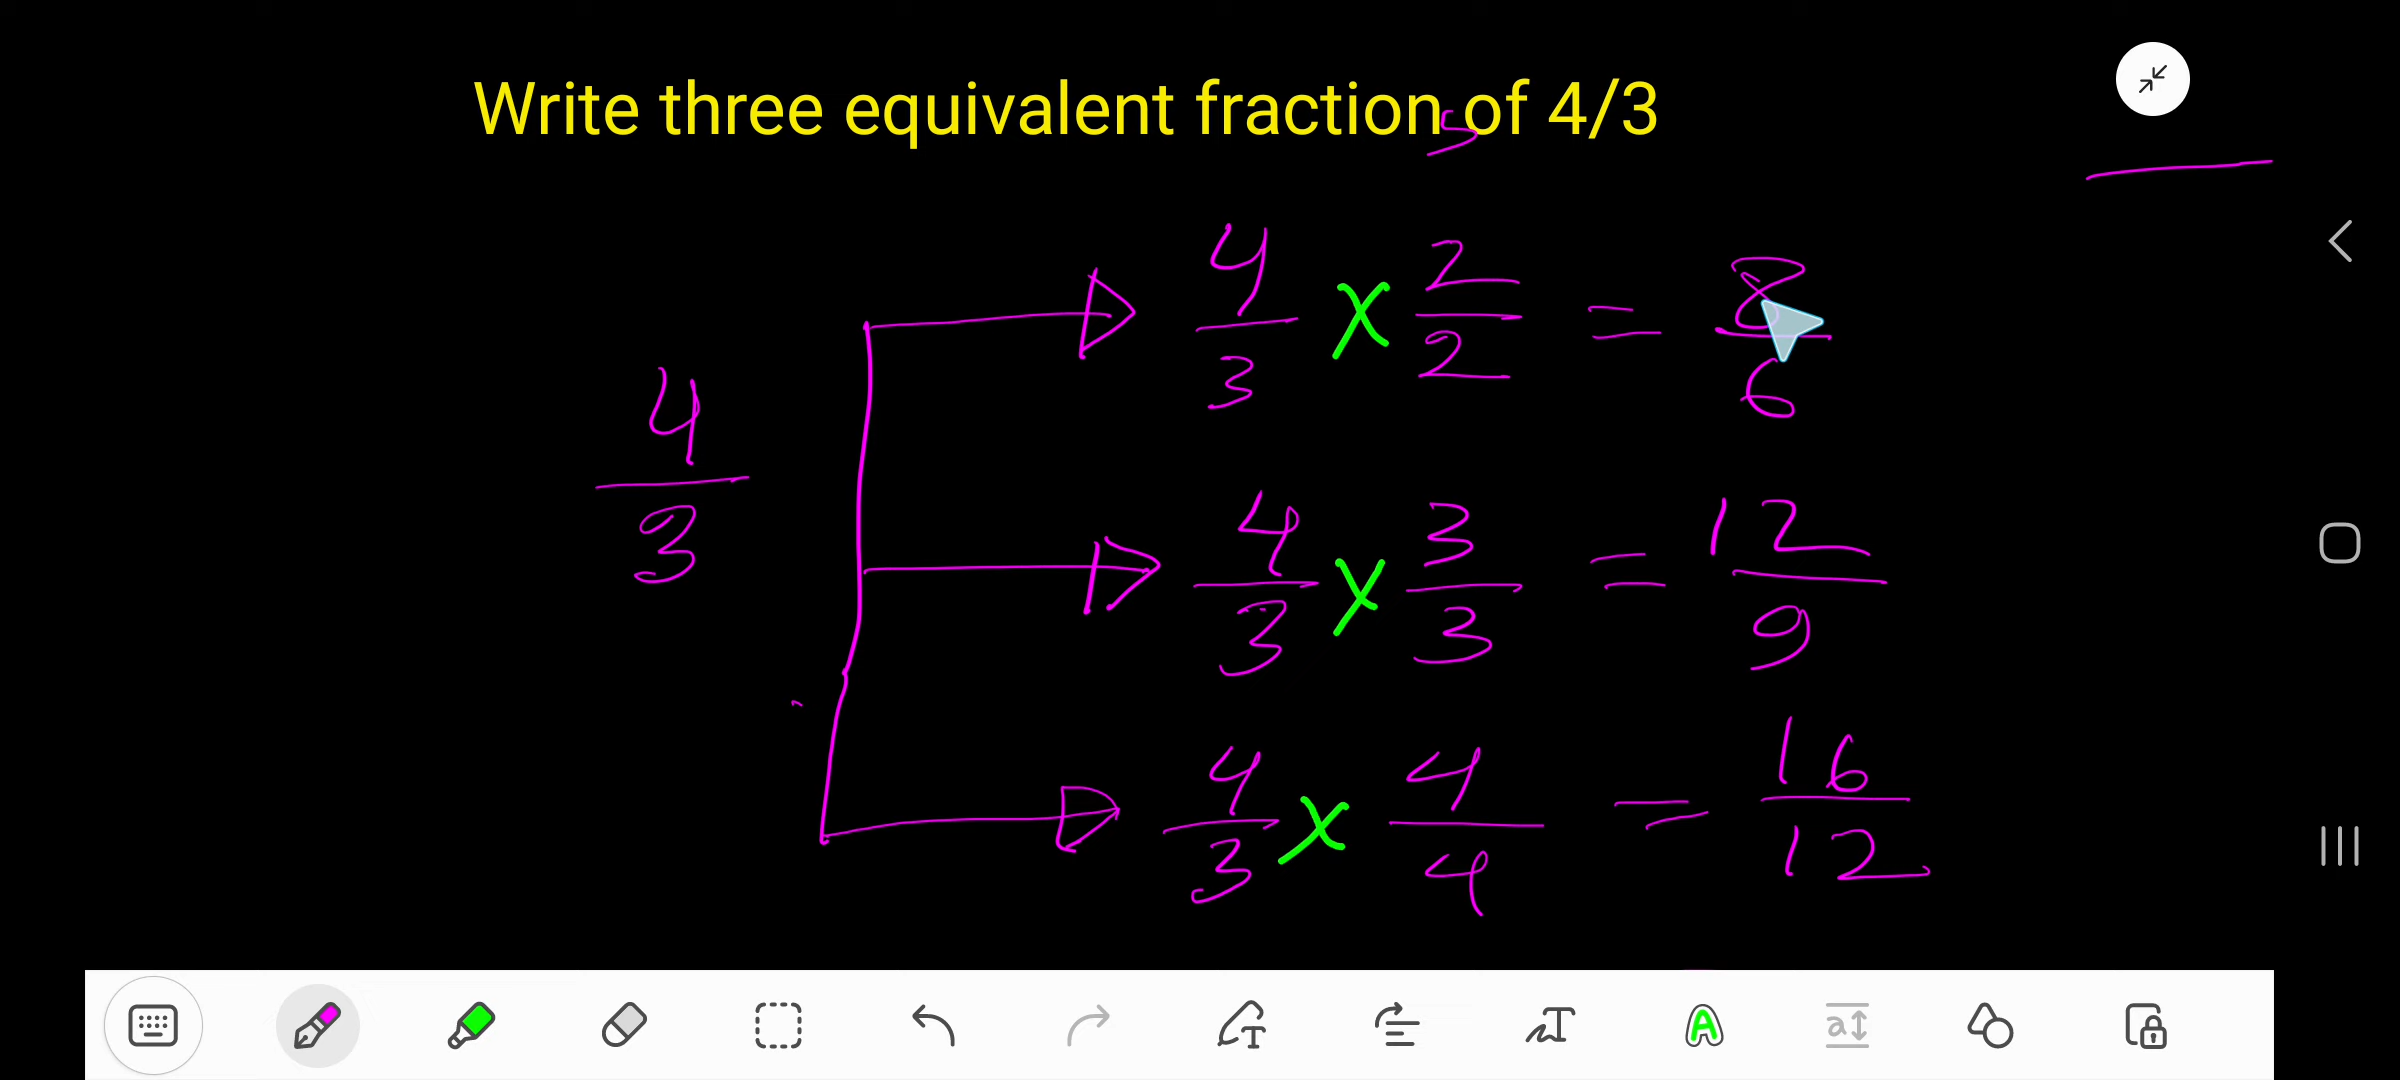 Write three equivalent fraction of 4/3
5
4/3
4/3 X 2/2 = 8/6
4/3 X 3/3 = 12/9
4/3 X 4/4 = 16/12